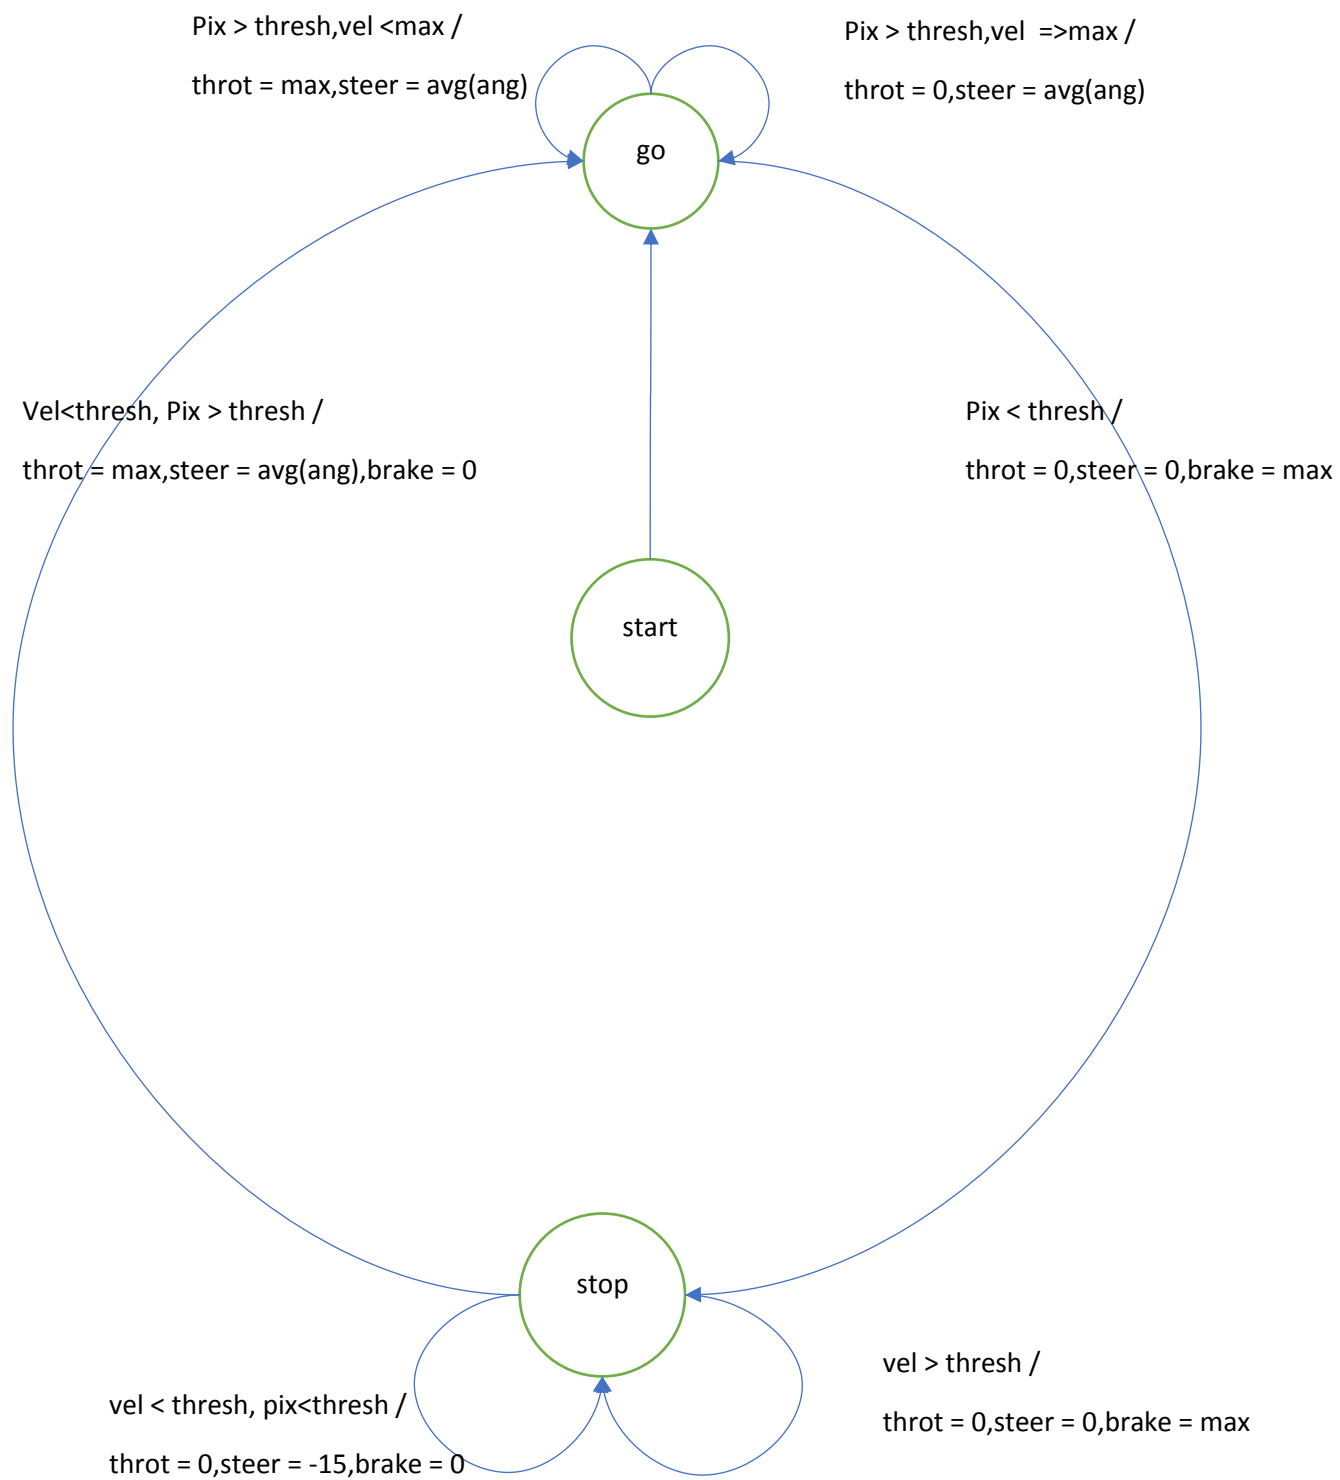 Pix > thresh,vel <max /
throt = max,steer = avg(ang)
Pix > thresh,vel  =>max /
throt = 0,steer = avg(ang)
go
Vel<thresh, Pix > thresh /
throt = max,steer = avg(ang),brake = 0
Pix < thresh /
throt = 0,steer = 0,brake = max
start
stop
vel < thresh, pix<thresh /
throt = 0,steer = -15,brake = 0
vel > thresh /
throt = 0,steer = 0,brake = max